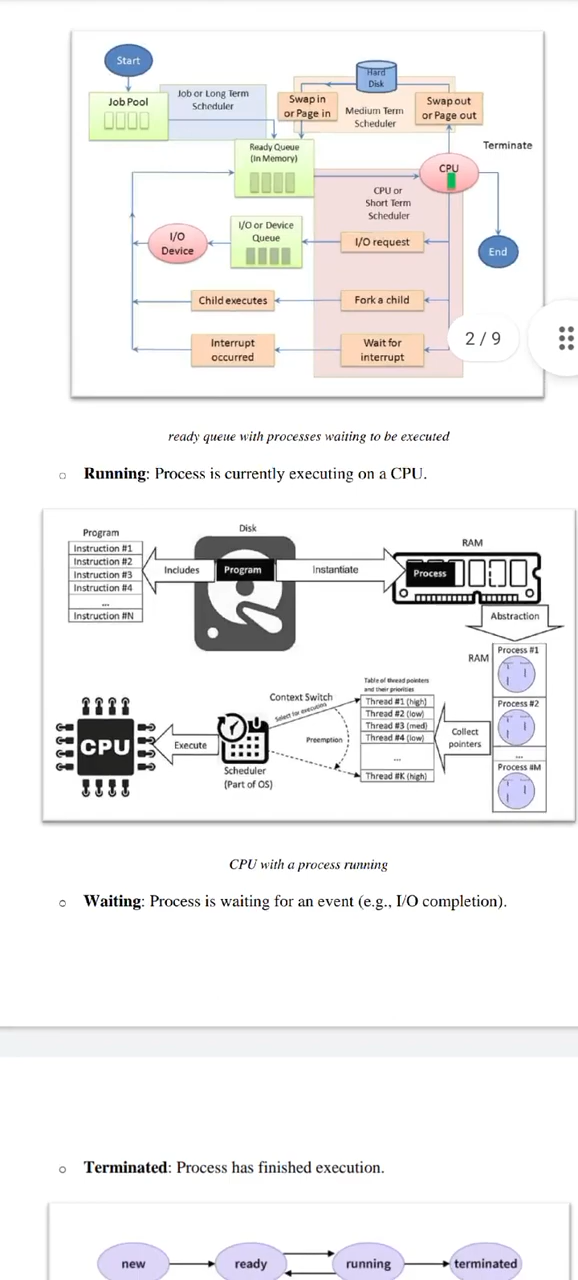 Start
Job Pool
Job or Long Term
Scheduler
Hard
Disk
Swap in
or Page in
Medium Term
Scheduler
Swap out
or Page out
Ready Queue
(In Memory)
Terminate
CPU
CPU or
Short Term
Scheduler
I/O
Device
I/O or Device
Queue
I/O request
End
Child executes
Fork a child
Interrupt
occurred
Wait for
interrupt
2 / 9
ready queue with processes waiting to be executed
○ Running: Process is currently executing on a CPU.
Program
Instruction #1
Instruction #2
Instruction #3
Instruction #4
...
Instruction #N
Includes
Disk
Program
Instantiate
RAM
Process
Abstraction
RAM
Process #1
Process #2
...
Process #M
Collect
pointers
Table of thread pointers
and their priorities
Thread #1 (high)
Thread #2 (low)
Thread #3 (med)
Thread #4 (low)
...
Thread #K (high)
Context Switch
Select for execution
Preemption
Scheduler
(Part of OS)
Execute
CPU
CPU with a process running
○ Waiting: Process is waiting for an event (e.g., I/O completion).
○ Terminated: Process has finished execution.
new
ready
running
terminated